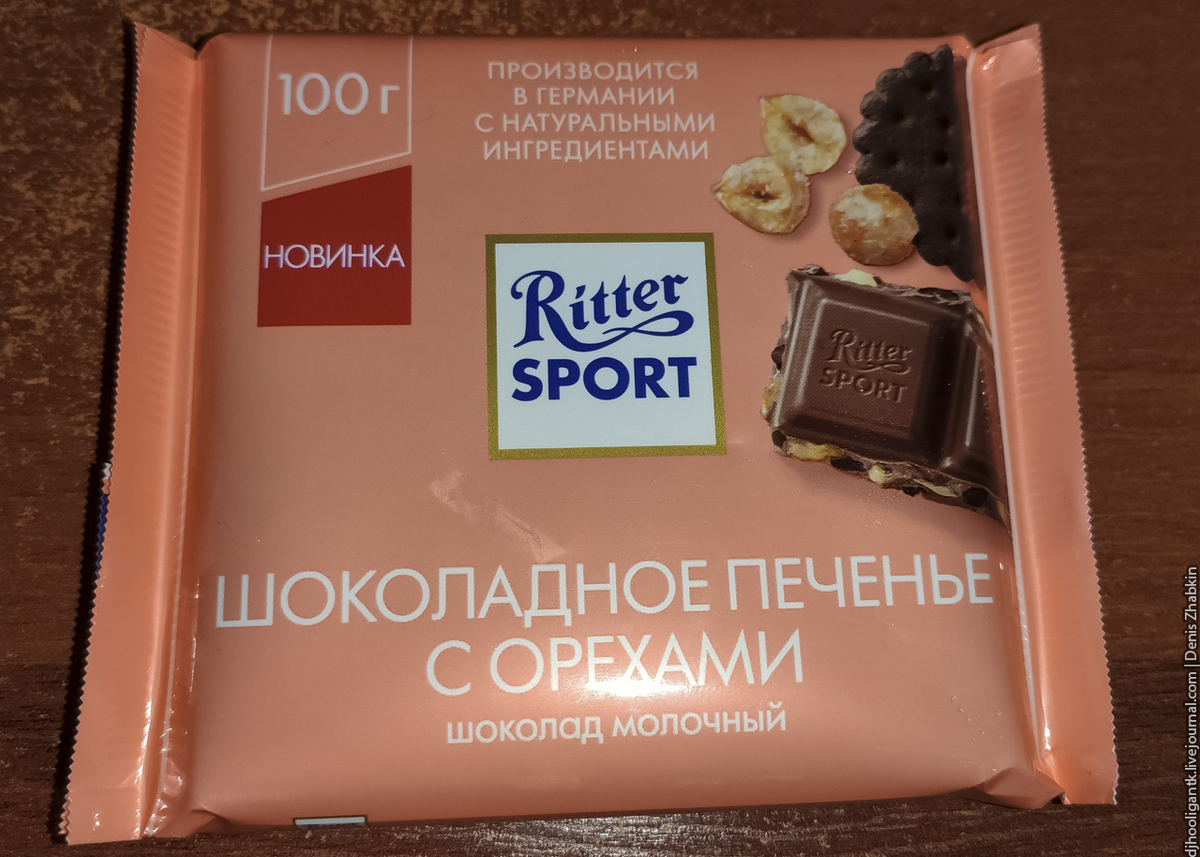 100 г
ПРОИЗВОДИТСЯ
В ГЕРМАНИИ
С НАТУРАЛЬНЫМИ
ИНГРЕДИЕНТАМИ
НОВИНКА
Ritter
SPORT
Ritter
SPORT
ШОКОЛАДНОЕ ПЕЧЕНЬЕ
С ОРЕХАМИ
шоколад молочный
djhooligantk.livejournal.com | Denis Zhabkin